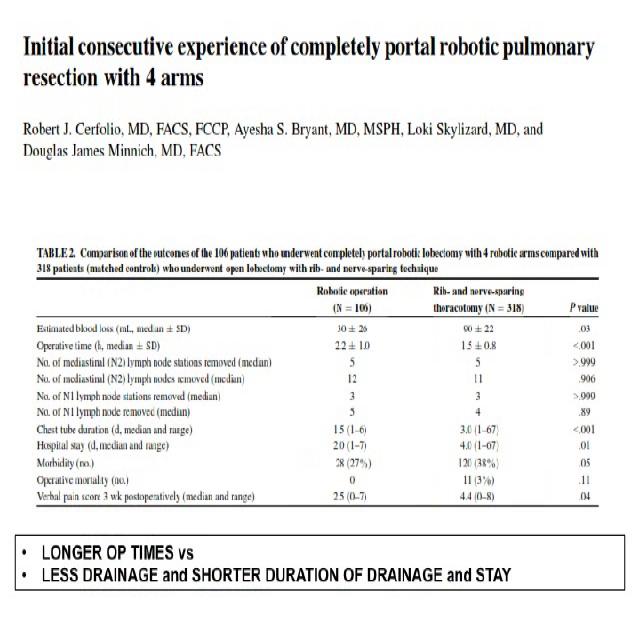 Initial consecutive experience of completely portal robotic pulmonary
resection with 4 arms
Robert J. Cerfolio, MD, FACS, FCCP, Ayesha S. Bryant, MD, MSPH, Loki Skylizard, MD, and
Douglas James Minnich, MD, FACS
TABLE 2. Comparison of the outcomes of the 106 patients who underwent completely portal robotic lobectomy with 4 robotic arms compared with
318 patients (matched controls) who underwent open lobectomy with rib- and nerve-sparing technique
Robotic operation Rib- and nerve-sparing
(N = 106) thoracotomy (N = 318) P value
Estimated blood loss (mL, median ± SD) 30 ± 26 90 ± 22 .03
Operative time (h, median ± SD) 2.2 ± 1.0 1.5 ± 0.8 <.001
No. of mediastinal (N2) lymph node stations removed (median) 5 5 >.999
No. of mediastinal (N2) lymph nodes removed (median) 12 11 .906
No. of N1 lymph node stations removed (median) 3 3 >.999
No. of N1 lymph node removed (median) 5 4 .89
Chest tube duration (d, median and range) 1.5 (1–6) 3.0 (1–67) <.001
Hospital stay (d, median and range) 2.0 (1–7) 4.0 (1–67) .01
Morbidity (no.) 28 (27%) 120 (38%) .05
Operative mortality (no.) 0 11 (3%) .11
Verbal pain score 3 wk postoperatively (median and range) 2.5 (0–7) 4.4 (0–8) .04
• LONGER OP TIMES vs
• LESS DRAINAGE and SHORTER DURATION OF DRAINAGE and STAY